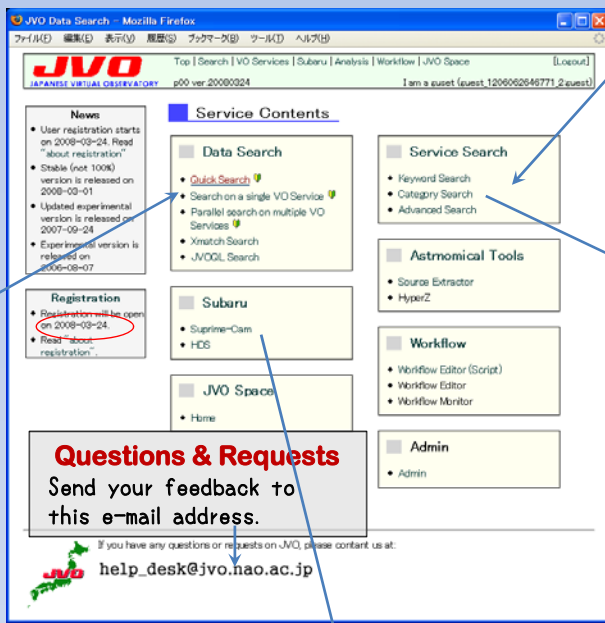 JVO Data Search - Mozilla Firefox
ファイル(F) 編集(E) 表示(V) 履歴(S) ブックマーク(B) ツール(T) ヘルプ(H)
JVO
JAPANESE VIRTUAL OBSERVATORY
Top | Search | VO Services | Subaru | Analysis | Workflow | JVO Space [Logout]
p00 ver.20080324 I am a guset (guest_1206062646771_2:guest)
News
User registration starts
on 2008-03-24. Read
"about registration"
Stable (not 100%)
version is released on
2008-03-01
Updated experimental
version is released on
2007-09-24
Experimental version is
released on
2006-08-07
Registration
Registration will be open
on 2008-03-24.
Read "about
registration".
Service Contents
Data Search
Quick Search
Search on a single VO Service
Parallel search on multiple VO
Services
Xmatch Search
JVOQL Search
Subaru
Suprime-Cam
HDS
JVO Space
Home
Service Search
Keyword Search
Category Search
Advanced Search
Astrnomical Tools
Source Extractor
HyperZ
Workflow
Workflow Editor (Script)
Workflow Editor
Workflow Monitor
Admin
Admin
Questions & Requests
Send your feedback to
this e-mail address.
If you have any questions or requests on JVO, please contant us at:
JVO
help_desk@jvo.nao.ac.jp